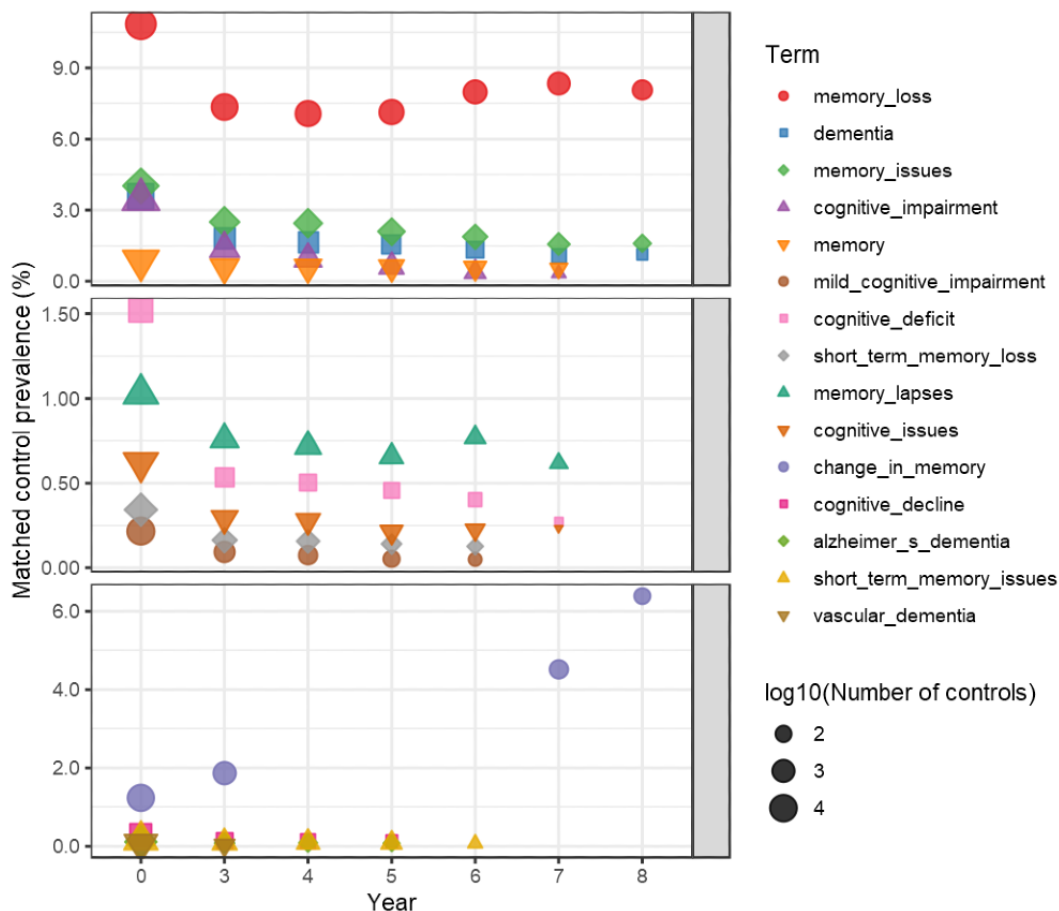 Matched control prevalence (%)
9.0
6.0
3.0
0.0
1.50
1.00
0.50
0.00
6.0
4.0
2.0
0.0
0 3 4 5 6 7 8
Year
Term
memory_loss
dementia
memory_issues
cognitive_impairment
memory
mild_cognitive_impairment
cognitive_deficit
short_term_memory_loss
memory_lapses
cognitive_issues
change_in_memory
cognitive_decline
alzheimer_s_dementia
short_term_memory_issues
vascular_dementia
log10(Number of controls)
2
3
4